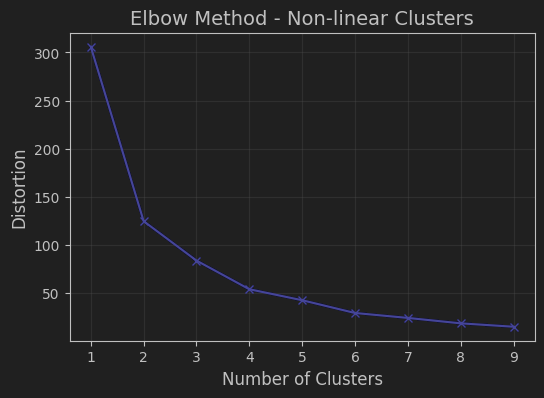 Elbow Method - Non-linear Clusters
Distortion
300
250
200
150
100
50
1 2 3 4 5 6 7 8 9
Number of Clusters